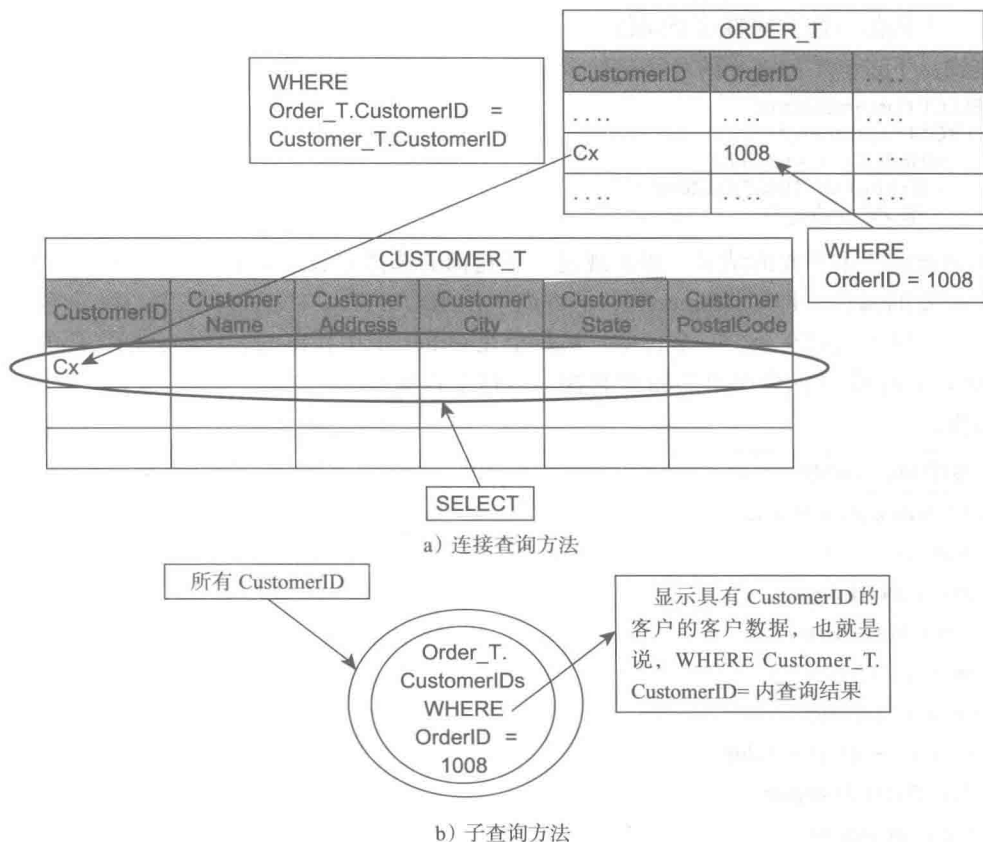 ORDER_T
CustomerID OrderID ....
.... .... ....
Cx 1008 ....
.... .... ....
WHERE
Order_T.CustomerID =
Customer_T.CustomerID
WHERE
OrderID = 1008
CUSTOMER_T
CustomerID Customer Name Customer Address Customer City Customer State Customer PostalCode
Cx
SELECT
a）连接查询方法
所有 CustomerID
Order_T.
CustomerIDs
WHERE
OrderID =
1008
显示具有 CustomerID 的
客户的客户数据，也就是
说，WHERE Customer_T.
CustomerID= 内查询结果
b）子查询方法